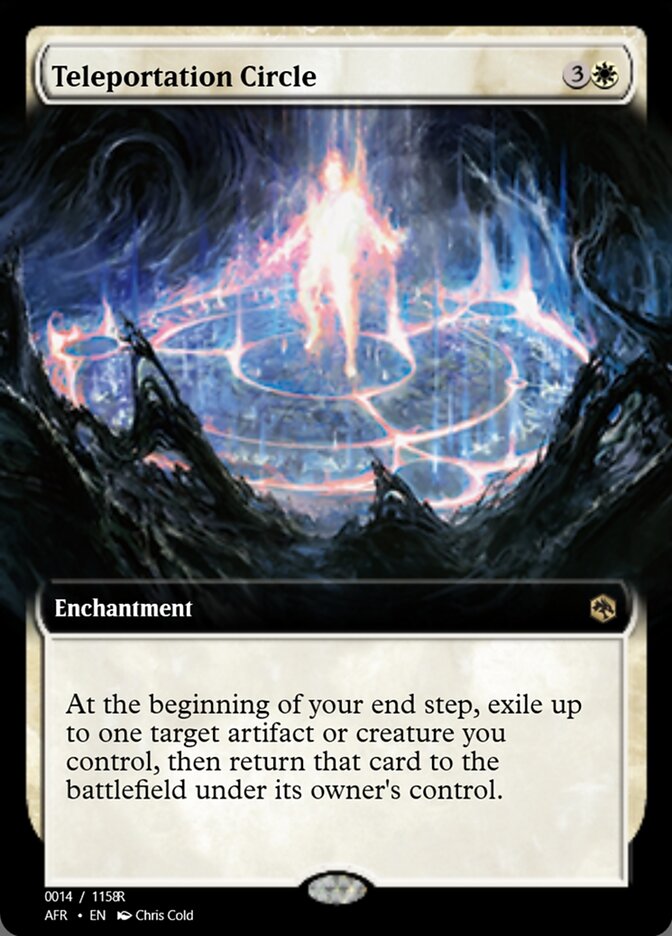 Teleportation Circle 3
Enchantment
At the beginning of your end step, exile up
to one target artifact or creature you
control, then return that card to the
battlefield under its owner's control.
0014 / 1158R
AFR • EN Chris Cold